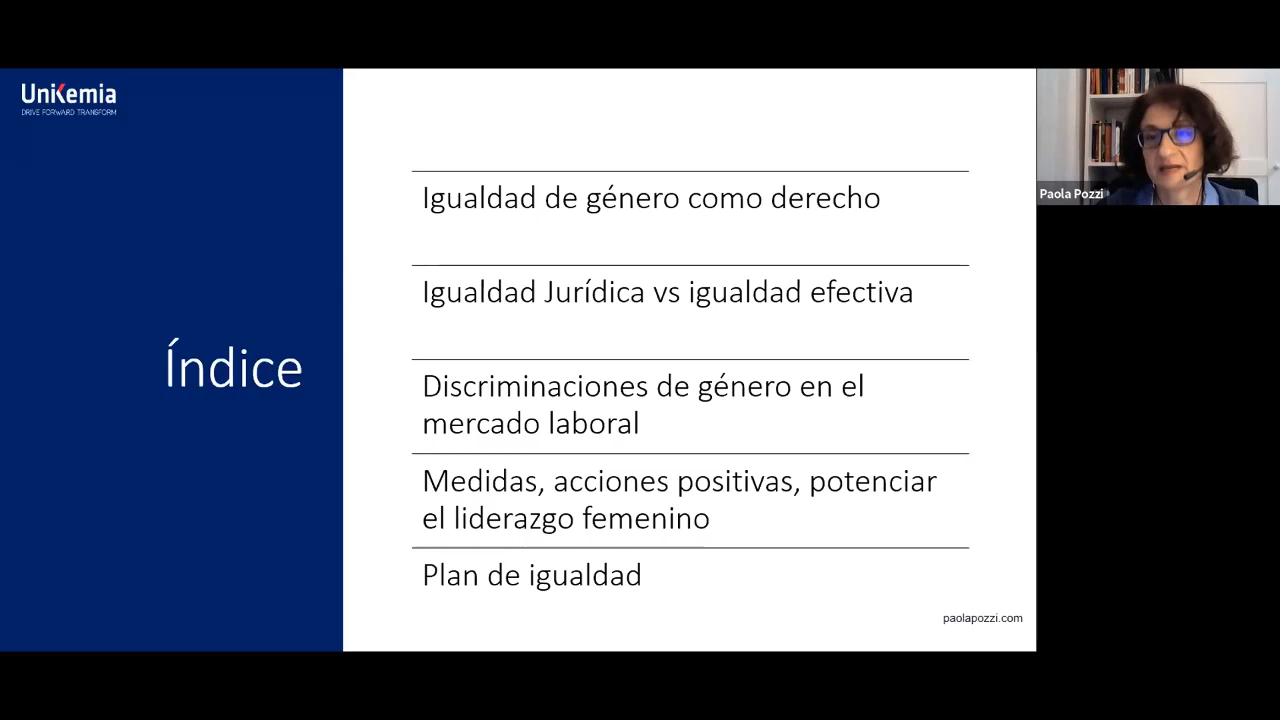 UniKemia
DRIVE FORWARD TRANSFORM
Índice
Igualdad de género como derecho
Igualdad Jurídica vs igualdad efectiva
Discriminaciones de género en el
mercado laboral
Medidas, acciones positivas, potenciar
el liderazgo femenino
Plan de igualdad
paolapozzi.com
Paola Pozzi